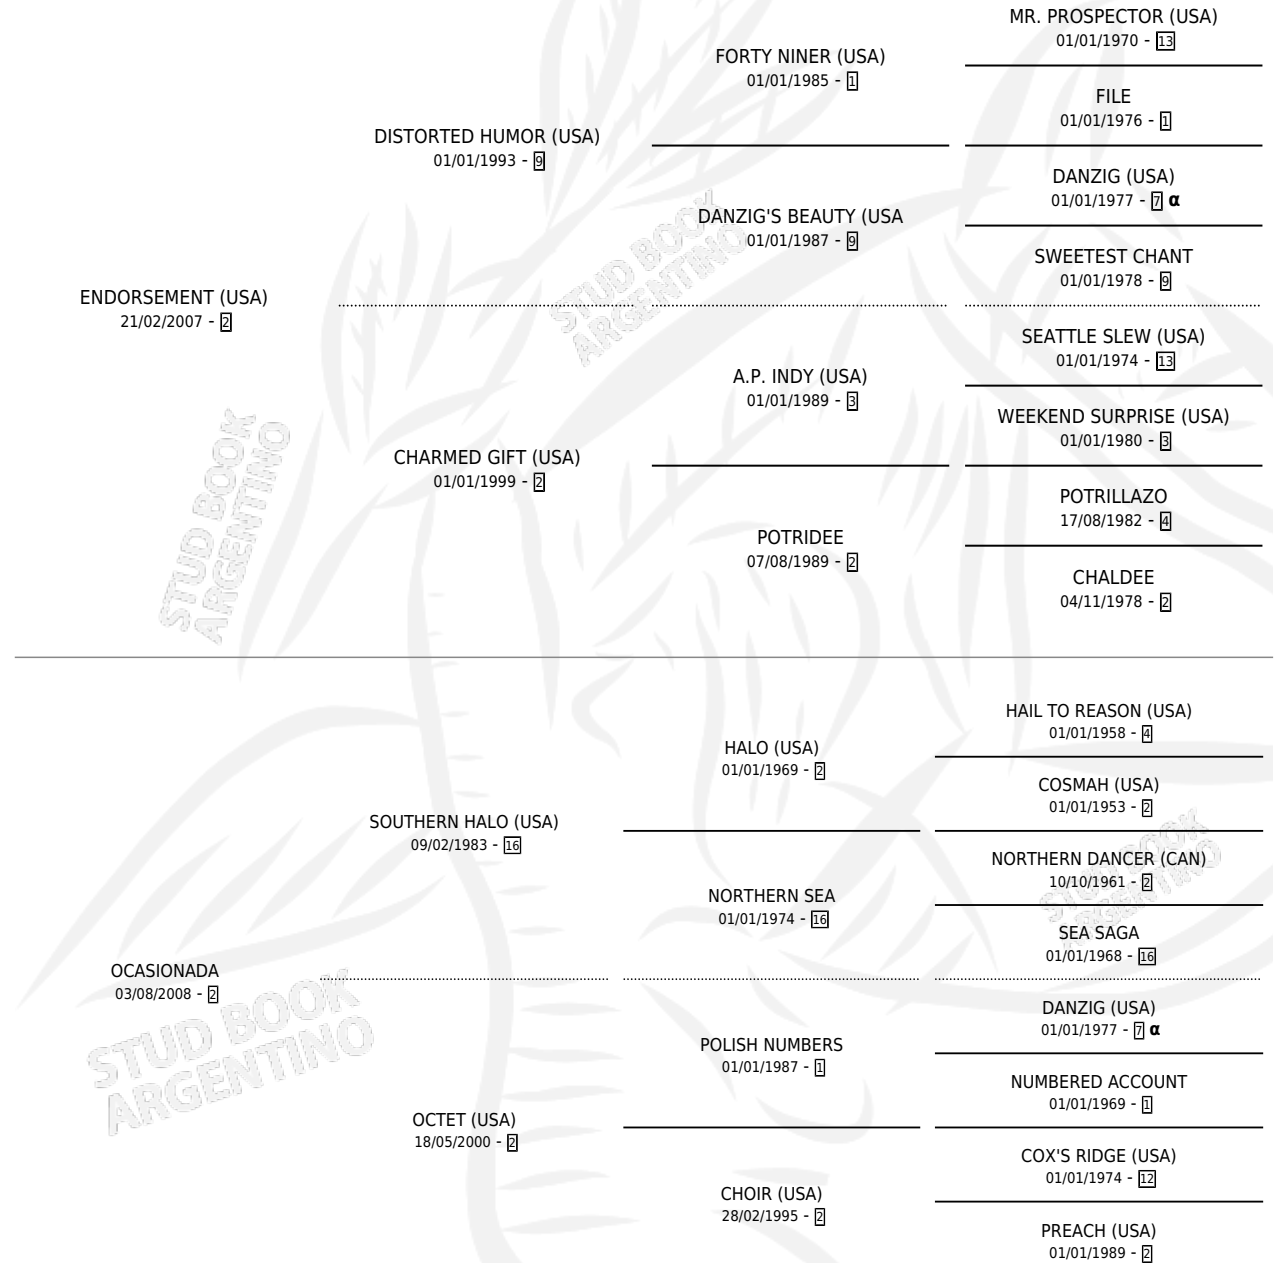 MR. PROSPECTOR (USA)
01/01/1970 - 13
FORTY NINER (USA)
01/01/1985 - 1
FILE
01/01/1976 - 1
DISTORTED HUMOR (USA)
01/01/1993 - 9
DANZIG (USA)
01/01/1977 - 7 α
DANZIG'S BEAUTY (USA
01/01/1987 - 9
SWEETEST CHANT
01/01/1978 - 9
ENDORSEMENT (USA)
21/02/2007 - 2
SEATTLE SLEW (USA)
01/01/1974 - 13
A.P. INDY (USA)
01/01/1989 - 3
WEEKEND SURPRISE (USA)
01/01/1980 - 3
CHARMED GIFT (USA)
01/01/1999 - 2
POTRILLAZO
17/08/1982 - 4
POTRIDEE
07/08/1989 - 2
CHALDEE
04/11/1978 - 2
HAIL TO REASON (USA)
01/01/1958 - 4
HALO (USA)
01/01/1969 - 2
COSMAH (USA)
01/01/1953 - 2
SOUTHERN HALO (USA)
09/02/1983 - 16
NORTHERN DANCER (CAN)
10/10/1961 - 2
NORTHERN SEA
01/01/1974 - 16
SEA SAGA
01/01/1968 - 16
OCASIONADA
03/08/2008 - 2
DANZIG (USA)
01/01/1977 - 7 α
POLISH NUMBERS
01/01/1987 - 1
NUMBERED ACCOUNT
01/01/1969 - 1
OCTET (USA)
18/05/2000 - 2
COX'S RIDGE (USA)
01/01/1974 - 12
CHOIR (USA)
28/02/1995 - 2
PREACH (USA)
01/01/1989 - 2
STUD BOOK
ARGENTINO
STUD BOOK
ARGENTINO
STUD BOOK
ARGENTINO
STUD BOOK
ARGENTINO